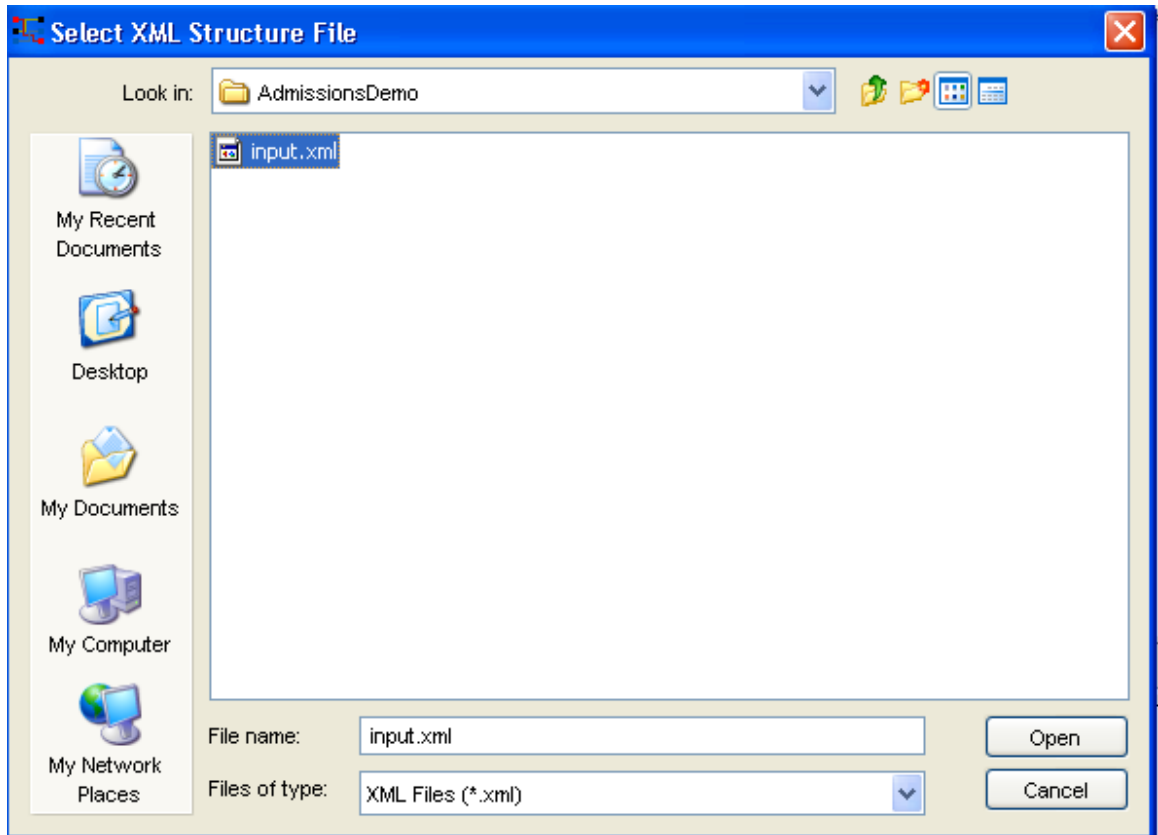 Select XML Structure File
Look in:
AdmissionsDemo
input.xml
My Recent
Documents
Desktop
My Documents
My Computer
My Network
Places
File name:
input.xml
Open
Files of type:
XML Files (*.xml)
Cancel